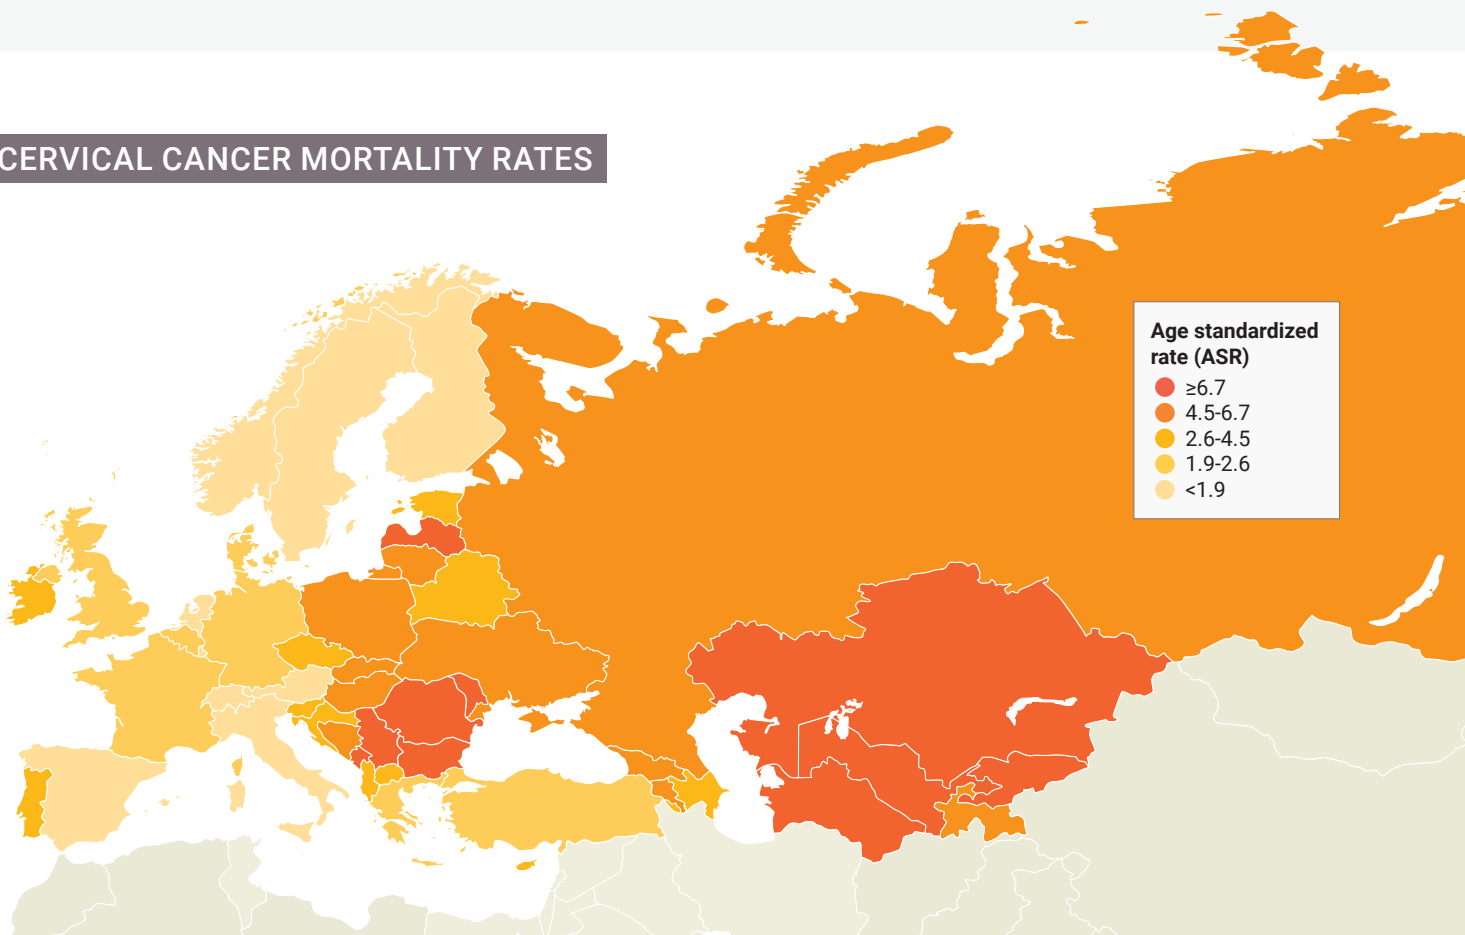 CERVICAL CANCER MORTALITY RATES
Age standardized
rate (ASR)
≥6.7
4.5-6.7
2.6-4.5
1.9-2.6
<1.9